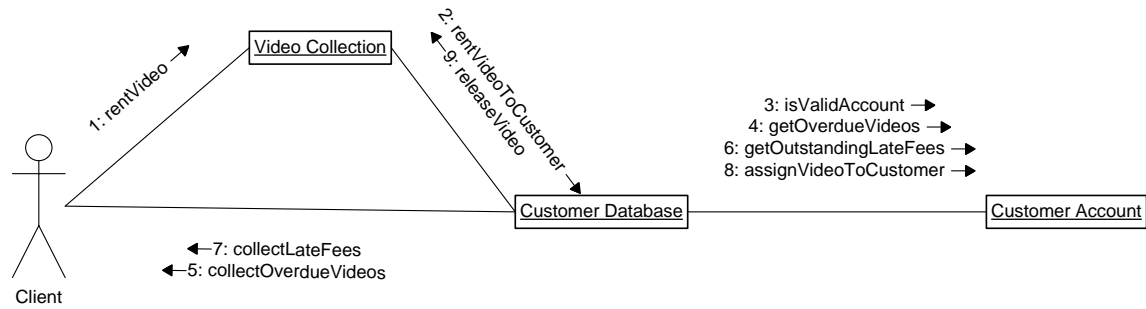 Video Collection
1: rentVideo
2: rentVideoToCustomer
9: releaseVideo
3: isValidAccount
4: getOverdueVideos
6: getOutstandingLateFees
8: assignVideoToCustomer
Customer Database
Customer Account
7: collectLateFees
5: collectOverdueVideos
Client